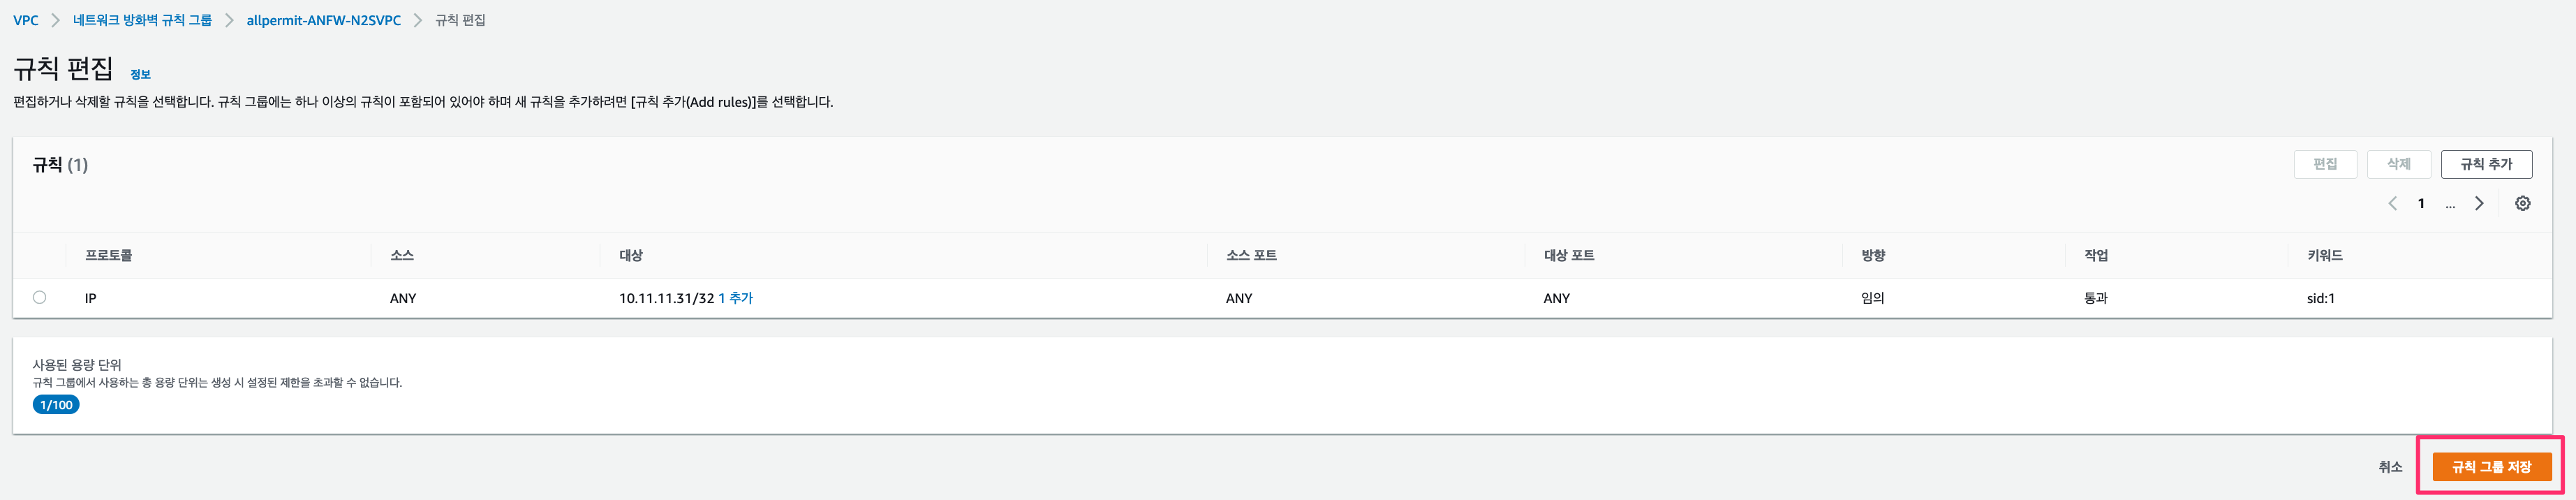 VPC > 네트워크 방화벽 규칙 그룹 > allpermit-ANFW-N2SVPC > 규칙 편집
규칙 편집 정보
편집하거나 삭제할 규칙을 선택합니다. 규칙 그룹에는 하나 이상의 규칙이 포함되어 있어야 하며 새 규칙을 추가하려면 [규칙 추가(Add rules)]를 선택합니다.
규칙 (1) 편집 삭제 규칙 추가
1 ...
프로토콜 소스 대상 소스 포트 대상 포트 방향 작업 키워드
IP ANY 10.11.11.31/32 1 추가 ANY ANY 임의 통과 sid:1
사용된 용량 단위
규칙 그룹에서 사용하는 총 용량 단위는 생성 시 설정된 제한을 초과할 수 없습니다.
1/100
취소 규칙 그룹 저장